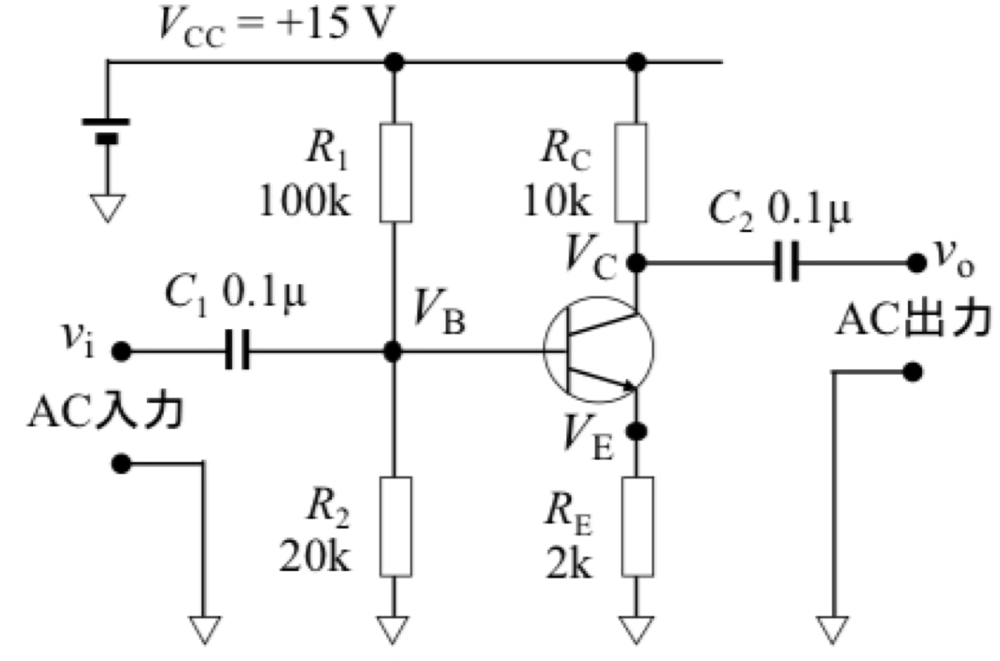 VCC = +15 V
R1
100k
RC
10k
C2 0.1µ
VC
vo
C1 0.1µ
VB
AC出力
vi
AC入力
VE
R2
20k
RE
2k